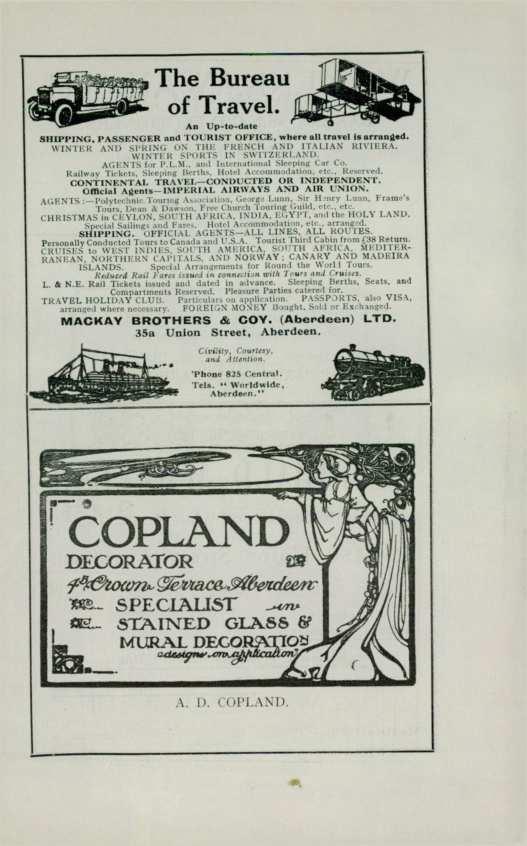 The Bureau
of Travel.
An Up-to-date
SHIPPING, PASSENGER and TOURIST OFFICE, where all travel is arranged.
WINTER AND SPRING ON THE FRENCH AND ITALIAN RIVIERA.
WINTER SPORTS IN SWITZERLAND.
AGENTS for P.L.M., and International Sleeping Car Co.
Railway Tickets, Sleeping Berths, Hotel Accommodation, etc., Reserved.
CONTINENTAL TRAVEL—CONDUCTED OR INDEPENDENT.
Official Agents—IMPERIAL AIRWAYS AND AIR UNION.
AGENTS:—Polytechnic Touring Association, George Lunn, Sir Henry Lunn, Frame's
Tours, Dean & Dawson, Free Church Touring Guild, etc., etc.
CHRISTMAS in CEYLON, SOUTH AFRICA, INDIA, EGYPT, and the HOLY LAND.
Special Sailings and Fares. Hotel Accommodation, etc., arranged.
SHIPPING. OFFICIAL AGENTS—ALL LINES, ALL ROUTES.
Personally Conducted Tours to Canada and U.S.A. Tourist Third Cabin from £38 Return.
CRUISES to WEST INDIES, SOUTH AMERICA, SOUTH AFRICA, MEDITER-
RANEAN, NORTHERN CAPITALS, AND NORWAY; CANARY AND MADEIRA
ISLANDS. Special Arrangements for Round the World Tours.
Reduced Rail Fares issued in connection with Tours and Cruises.
L. & N.E. Rail Tickets issued and dated in advance. Sleeping Berths, Seats, and
Compartments Reserved. Pleasure Parties catered for.
TRAVEL HOLIDAY CLUB. Particulars on application. PASSPORTS, also VISA,
arranged where necessary. FOREIGN MONEY Bought, Sold or Exchanged.
MACKAY BROTHERS & COY. (Aberdeen) LTD.
35a Union Street, Aberdeen.
Civility, Courtesy,
and Attention.
'Phone 825 Central.
Tels. "Worldwide,
Aberdeen."
COPLAND
DECORATOR
Crown Terrace Aberdeen
SPECIALIST in
STAINED GLASS &
MURAL DECORATION
designs on application
A. D. COPLAND.